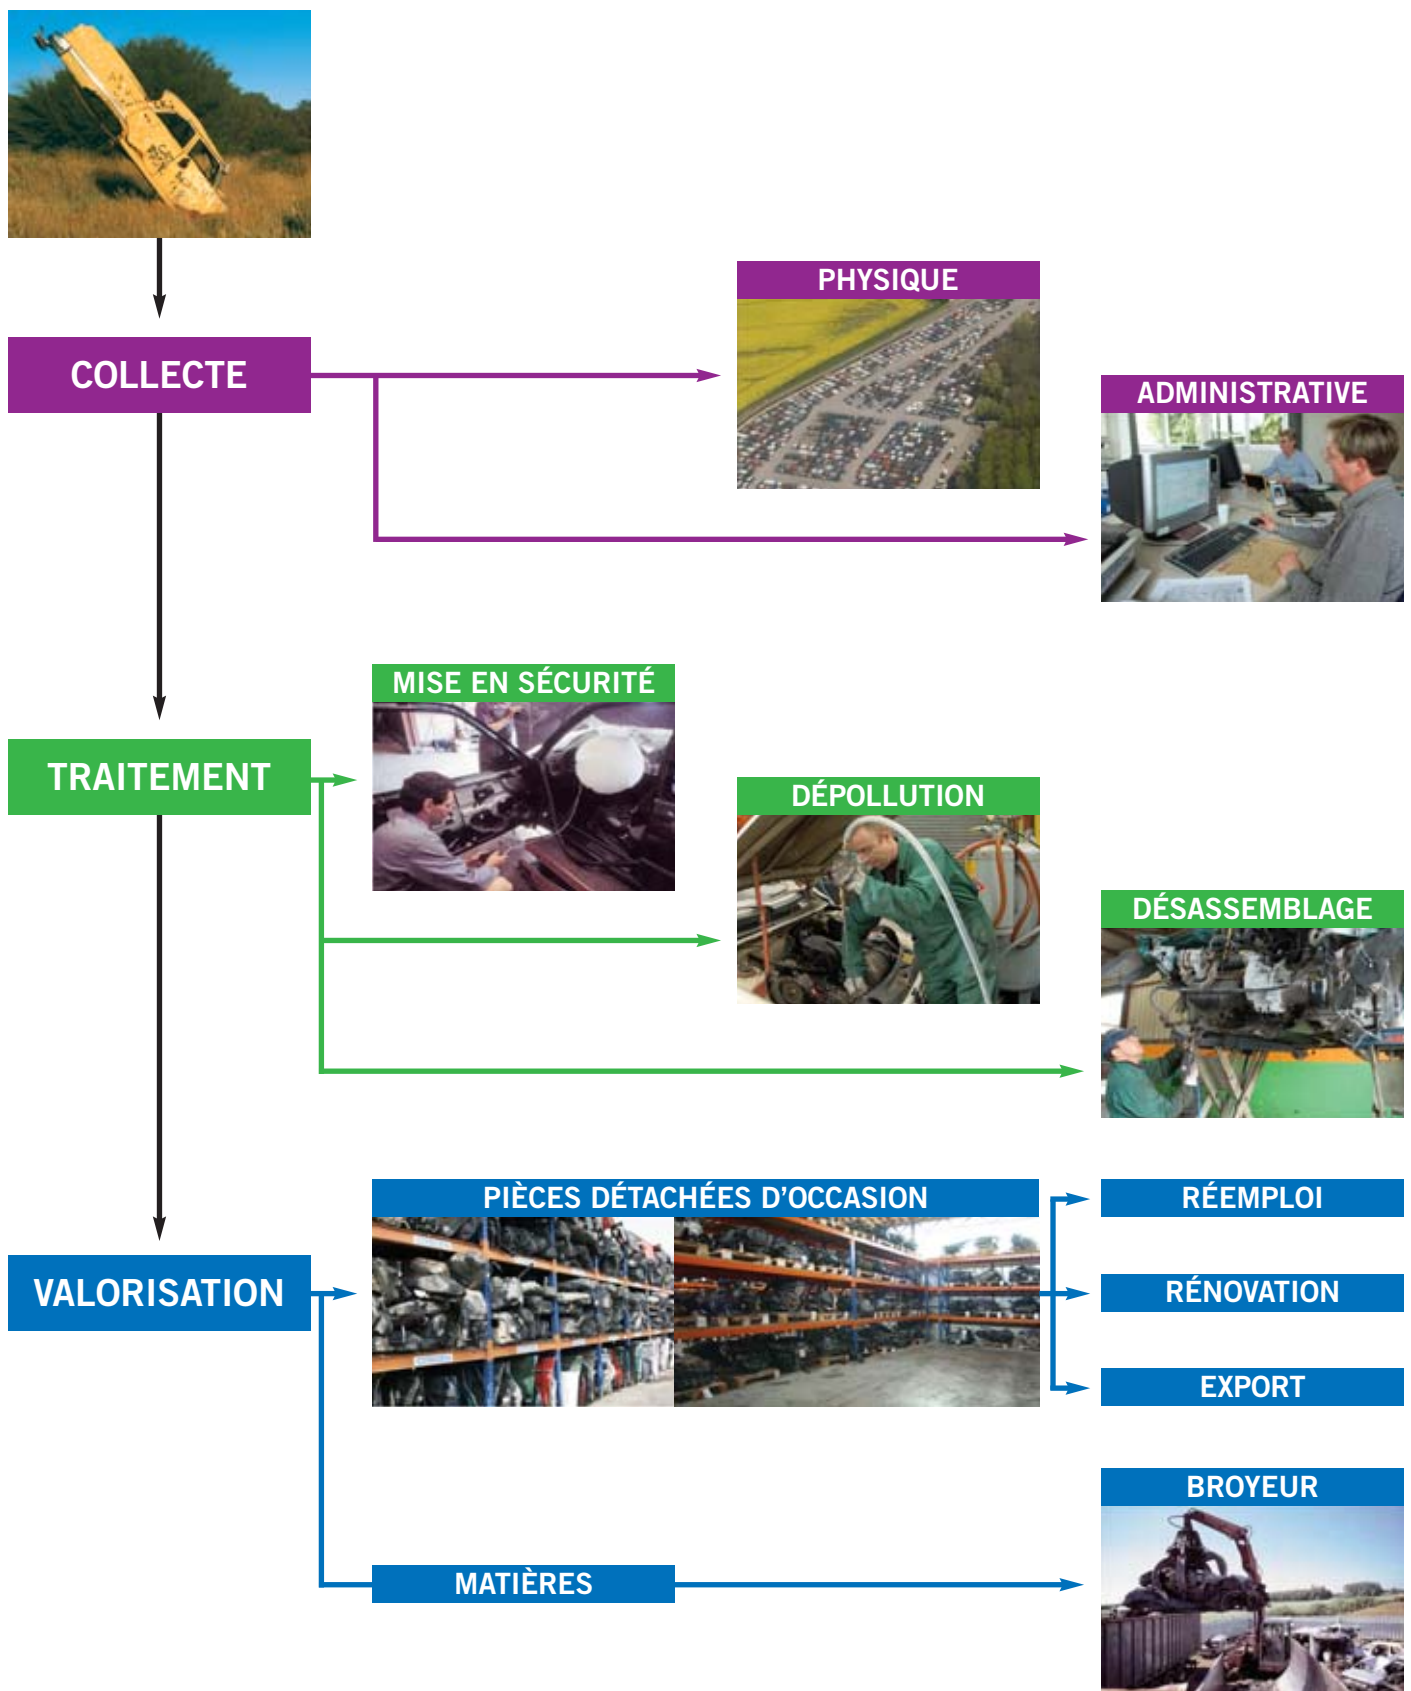 PHYSIQUE
COLLECTE
ADMINISTRATIVE
MISE EN SÉCURITÉ
TRAITEMENT
DÉPOLLUTION
DÉSASSEMBLAGE
PIÈCES DÉTACHÉES D'OCCASION
RÉEMPLOI
VALORISATION
RÉNOVATION
EXPORT
BROYEUR
MATIÈRES